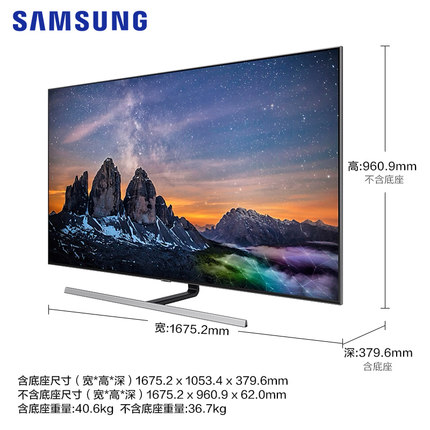 SAMSUNG
高:960.9mm
不含底座
宽:1675.2mm
深:379.6mm
含底座
含底座尺寸（宽*高*深）1675.2 x 1053.4 x 379.6mm
不含底座尺寸（宽*高*深）1675.2 x 960.9 x 62.0mm
含底座重量:40.6kg 不含底座重量:36.7kg